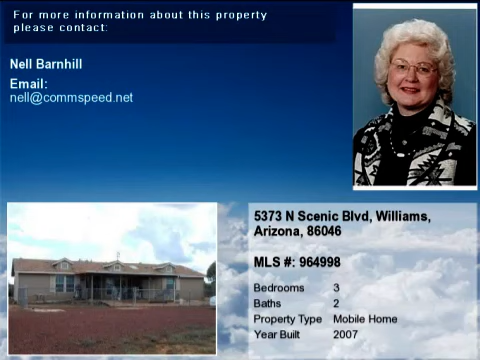 For more information about this property
please contact:
Nell Barnhill
Email:
nell@commspeed.net
5373 N Scenic Blvd, Williams,
Arizona, 86046
MLS #: 964998
Bedrooms 3
Baths 2
Property Type Mobile Home
Year Built 2007